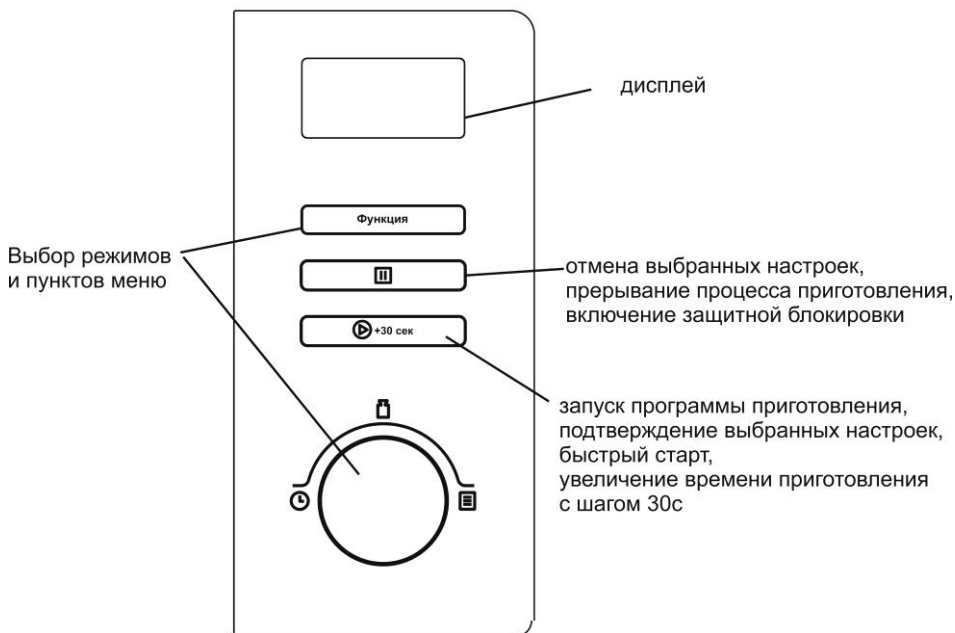 дисплей
Функция
Выбор режимов
и пунктов меню
отмена выбранных настроек,
прерывание процесса приготовления,
включение защитной блокировки
+30 сек
запуск программы приготовления,
подтверждение выбранных настроек,
быстрый старт,
увеличение времени приготовления
с шагом 30с